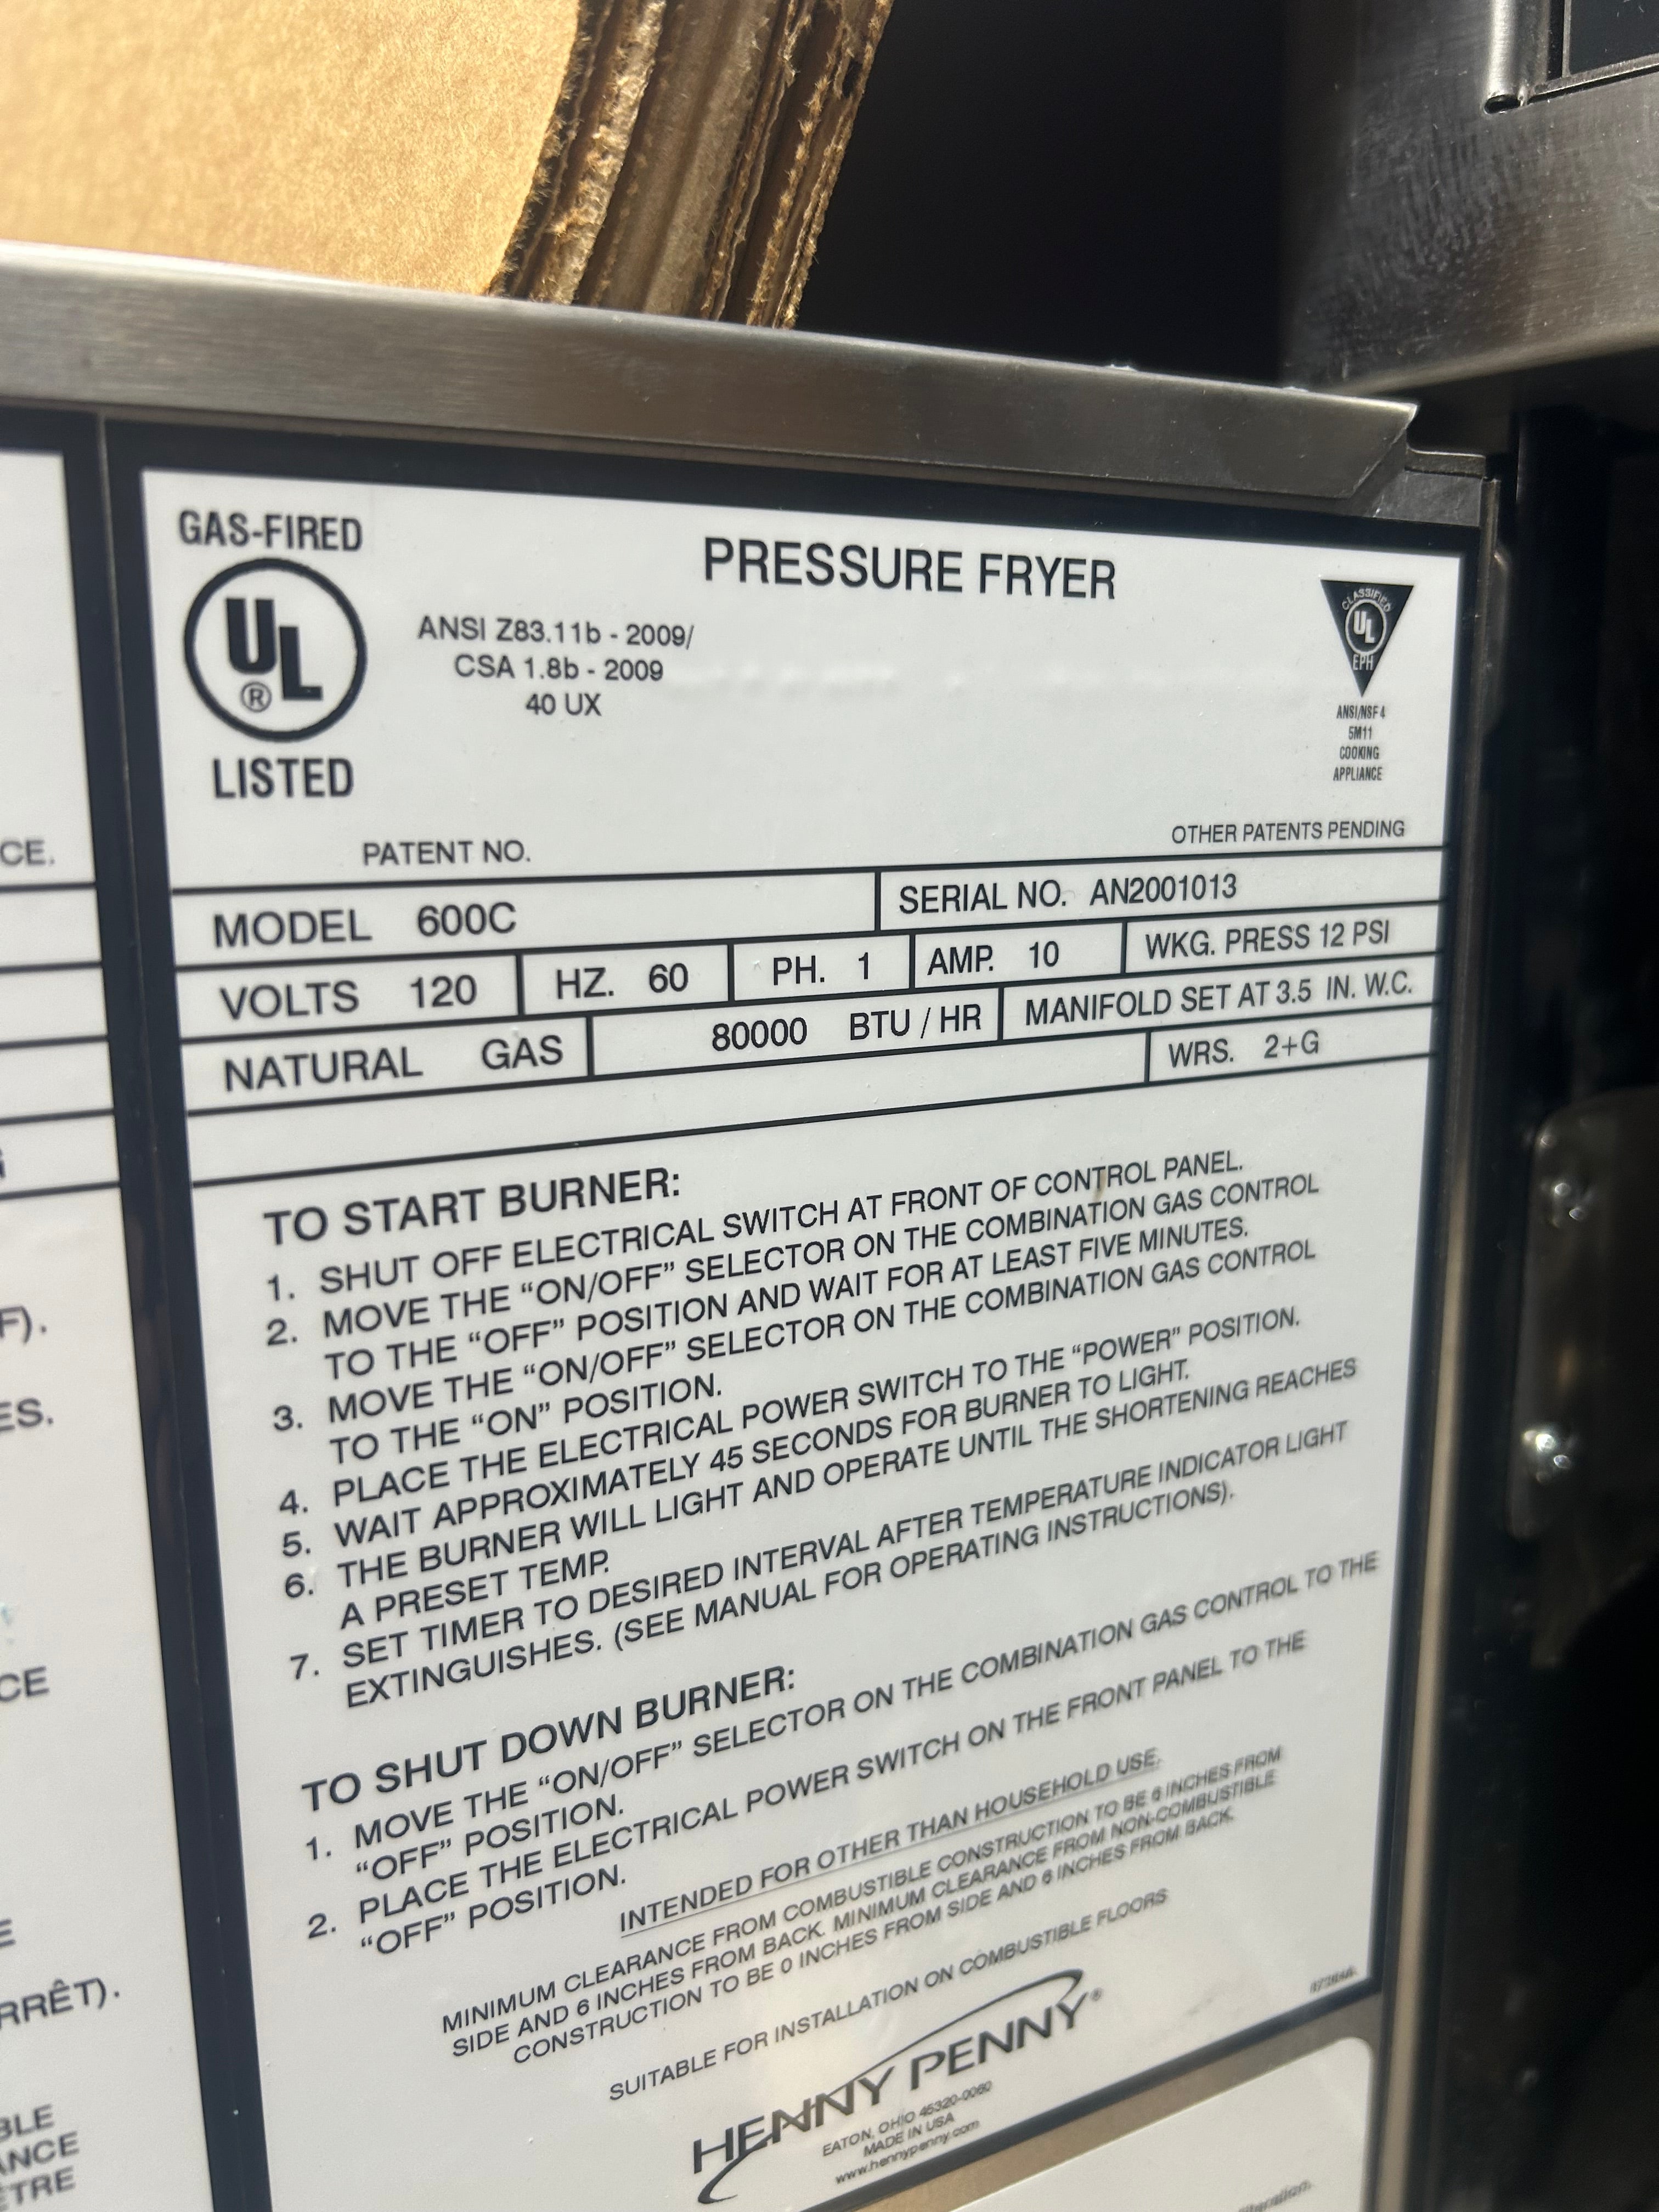 GAS-FIRED
UL
®
LISTED
PRESSURE FRYER
ANSI Z83.11b - 2009/
CSA 1.8b - 2009
40 UX
CLASSIFIED
UL
EPH
ANSI/NSF 4
5M11
COOKING
APPLIANCE
PATENT NO.
OTHER PATENTS PENDING
MODEL 600C
SERIAL NO. AN2001013
VOLTS 120 HZ. 60 PH. 1 AMP. 10 WKG. PRESS 12 PSI
NATURAL GAS 80000 BTU / HR MANIFOLD SET AT 3.5 IN. W.C.
WRS. 2+G
TO START BURNER:
1. SHUT OFF ELECTRICAL SWITCH AT FRONT OF CONTROL PANEL.
2. MOVE THE “ON/OFF” SELECTOR ON THE COMBINATION GAS CONTROL
TO THE “OFF” POSITION AND WAIT FOR AT LEAST FIVE MINUTES.
3. MOVE THE “ON/OFF” SELECTOR ON THE COMBINATION GAS CONTROL
TO THE “ON” POSITION.
4. PLACE THE ELECTRICAL POWER SWITCH TO THE “POWER” POSITION.
5. WAIT APPROXIMATELY 45 SECONDS FOR BURNER TO LIGHT.
6. THE BURNER WILL LIGHT AND OPERATE UNTIL THE SHORTENING REACHES
A PRESET TEMP.
7. SET TIMER TO DESIRED INTERVAL AFTER TEMPERATURE INDICATOR LIGHT
EXTINGUISHES. (SEE MANUAL FOR OPERATING INSTRUCTIONS).
TO SHUT DOWN BURNER:
1. MOVE THE “ON/OFF” SELECTOR ON THE COMBINATION GAS CONTROL TO THE
“OFF” POSITION.
2. PLACE THE ELECTRICAL POWER SWITCH ON THE FRONT PANEL TO THE
“OFF” POSITION.
INTENDED FOR OTHER THAN HOUSEHOLD USE.
MINIMUM CLEARANCE FROM COMBUSTIBLE CONSTRUCTION TO BE 6 INCHES FROM
SIDE AND 6 INCHES FROM BACK. MINIMUM CLEARANCE FROM NON-COMBUSTIBLE
CONSTRUCTION TO BE 0 INCHES FROM SIDE AND 6 INCHES FROM BACK.
SUITABLE FOR INSTALLATION ON COMBUSTIBLE FLOORS
HENNY PENNY®
EATON, OHIO 45320-0060
MADE IN USA
www.hennypenny.com
CE.
F).
ES.
CE
E
RRÊT).
BLE
ANCE
ÊTRE